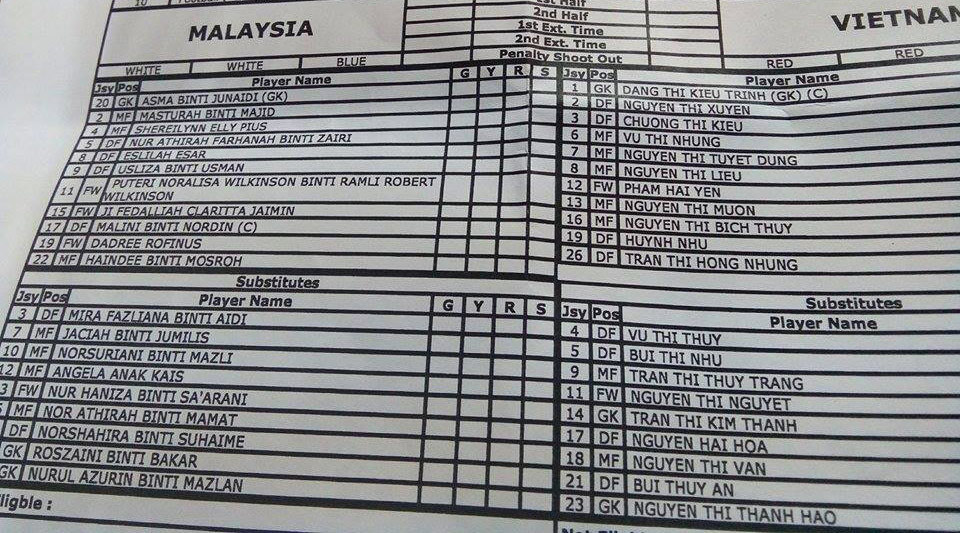 10
1st Half
2nd Half
1st Ext. Time
2nd Ext. Time
Penalty Shoot Out
MALAYSIA
WHITE WHITE BLUE
Jsy Pos Player Name G Y R S
20 GK ASMA BINTI JUNAIDI (GK)
2 MF MASTURAH BINTI MAJID
4 MF SHEREILYNN ELLY PIUS
5 DF NUR ATHIRAH FARHANAH BINTI ZAIRI
8 DF ESLILAH ESAR
9 DF USLIZA BINTI USMAN
11 FW PUTERI NORALISA WILKINSON BINTI RAMLI ROBERT
WILKINSON
15 FW JI FEDALLIAH CLARITTA JAIMIN
17 DF MALINI BINTI NORDIN (C)
19 FW DADREE ROFINUS
22 MF HAINDEE BINTI MOSROH
Substitutes
Jsy Pos Player Name G Y R S
3 DF MIRA FAZLIANA BINTI AIDI
7 MF JACIAH BINTI JUMILIS
10 MF NORSURIANI BINTI MAZLI
12 MF ANGELA ANAK KAIS
3 FW NUR HANIZA BINTI SA'ARANI
MF NOR ATHIRAH BINTI MAMAT
DF NORSHAHIRA BINTI SUHAIME
GK ROSZAINI BINTI BAKAR
GK NURUL AZURIN BINTI MAZLAN
ligble :
VIETNAM
RED RED
Jsy Pos Player Name
1 GK DANG THI KIEU TRINH (GK) (C)
2 DF NGUYEN THI XUYEN
3 DF CHUONG THI KIEU
6 MF VU THI NHUNG
7 MF NGUYEN THI TUYET DUNG
8 MF NGUYEN THI LIEU
12 FW PHAM HAI YEN
13 MF NGUYEN THI MUON
16 MF NGUYEN THI BICH THUY
19 DF HUYNH NHU
26 DF TRAN THI HONG NHUNG
Substitutes
Jsy Pos Player Name
4 DF VU THI THUY
5 DF BUI THI NHU
9 MF TRAN THI THUY TRANG
11 FW NGUYEN THI NGUYET
14 GK TRAN THI KIM THANH
17 DF NGUYEN HAI HOA
18 MF NGUYEN THI VAN
21 DF BUI THUY AN
23 GK NGUYEN THI THANH HAO